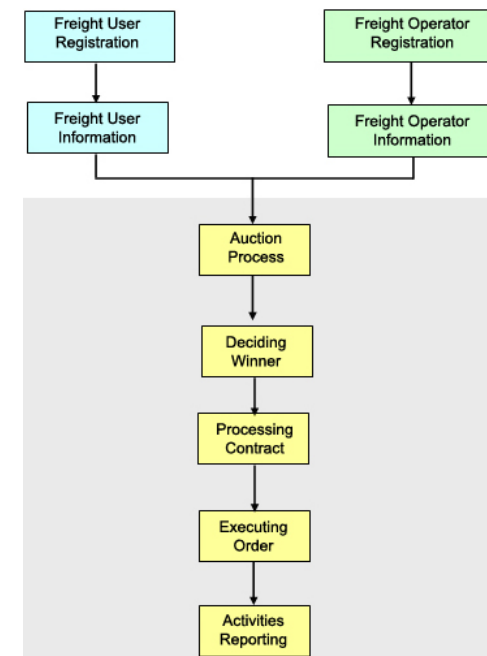 Freight User
Registration
Freight Operator
Registration
Freight User
Information
Freight Operator
Information
Auction
Process
Deciding
Winner
Processing
Contract
Executing
Order
Activities
Reporting